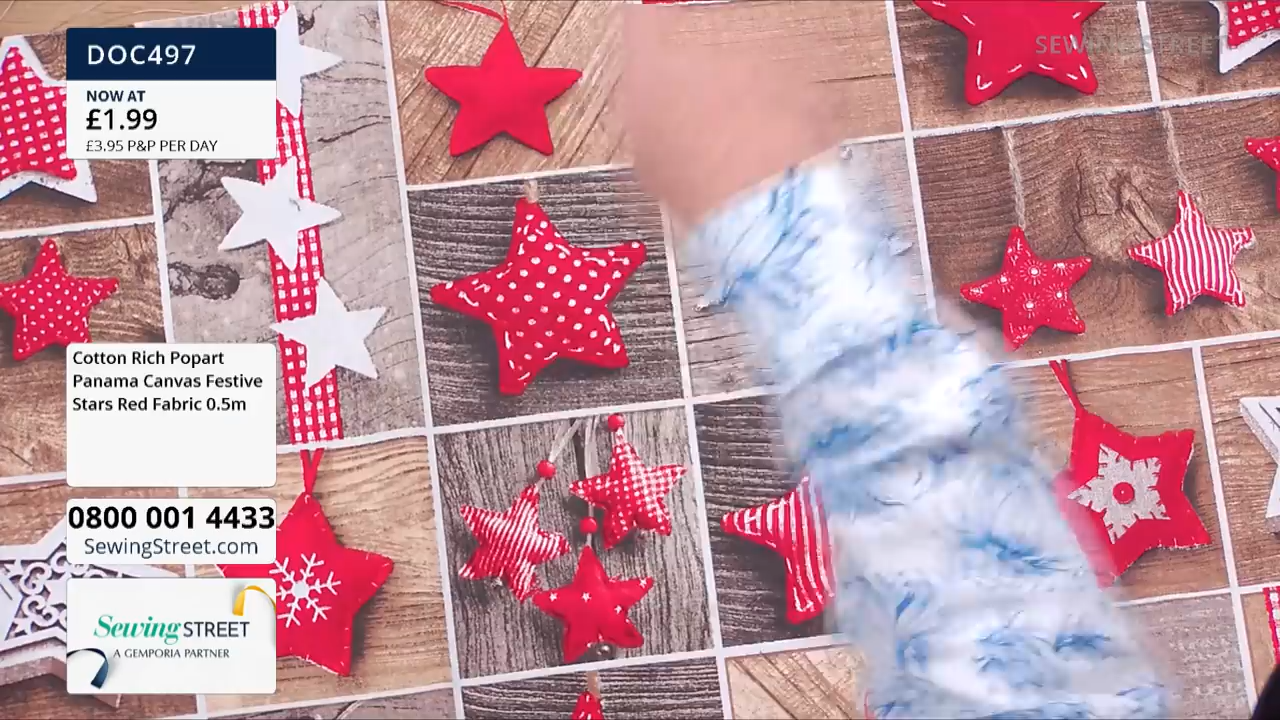 SEWINGSTREET
DOC497
NOW AT
£1.99
£3.95 P&P PER DAY
Cotton Rich Popart
Panama Canvas Festive
Stars Red Fabric 0.5m
0800 001 4433
SewingStreet.com
Sewing STREET
A GEMPORIA PARTNER